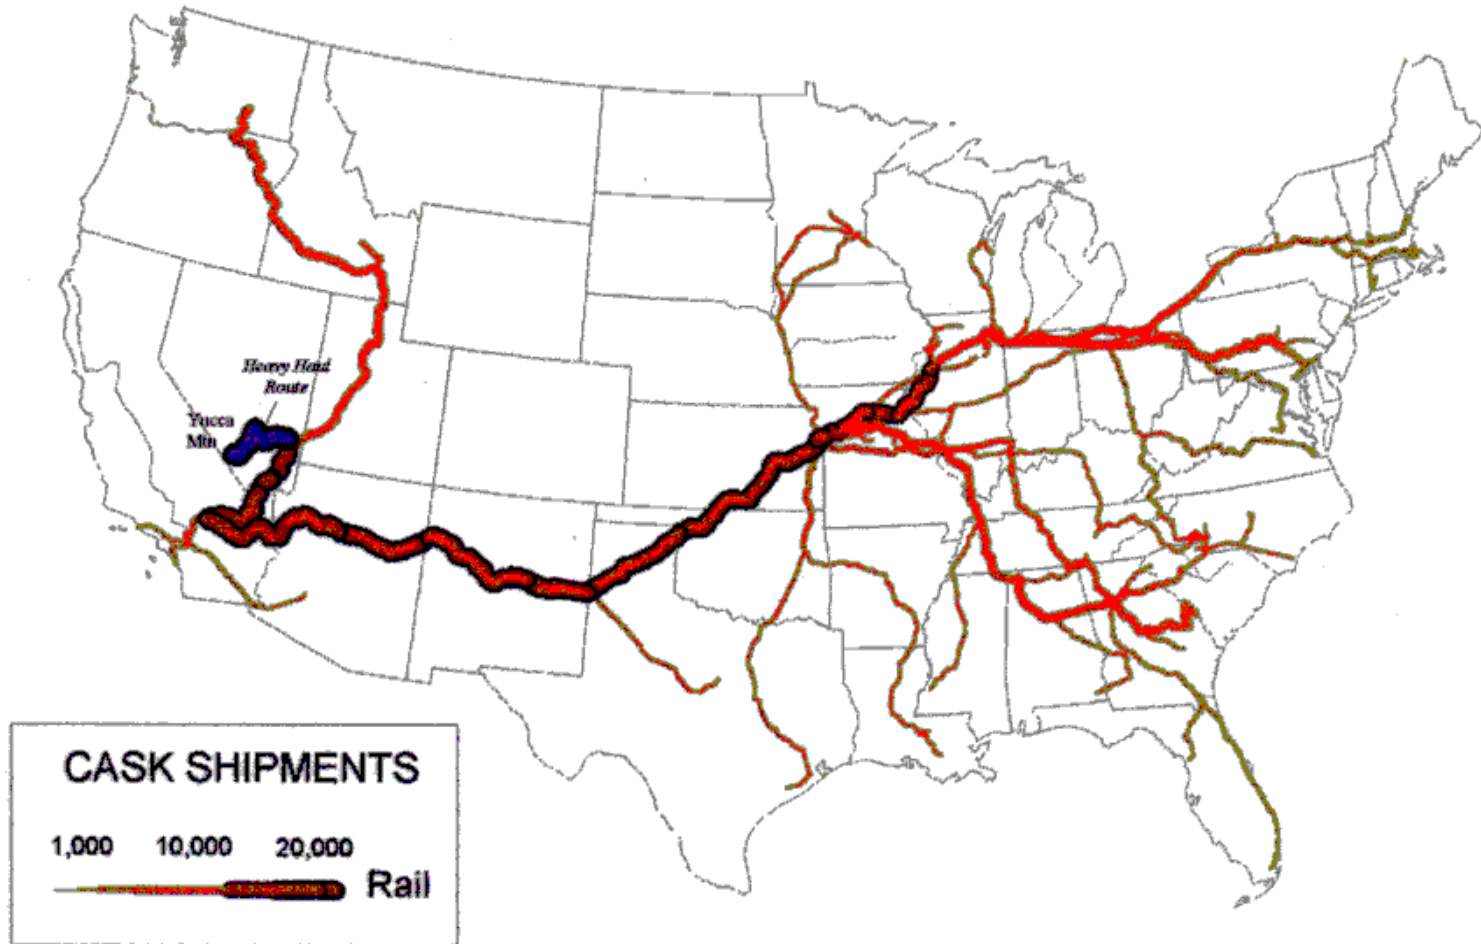 Heavy Haul
Route
Yucca
Mtn
CASK SHIPMENTS
1,000 10,000 20,000
Rail